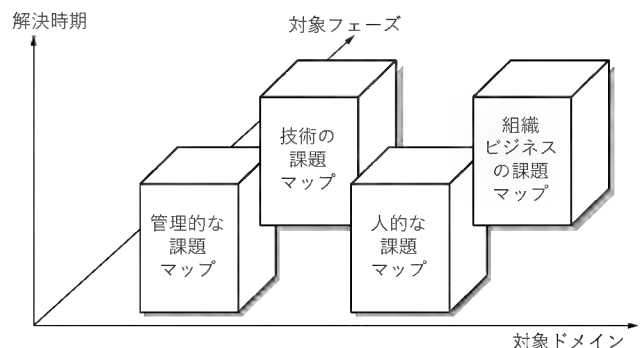 解決時期
対象フェーズ
技術の
課題
マップ
組織
ビジネス
の課題
マップ
管理的な
課題
マップ
人的な
課題
マップ
対象ドメイン